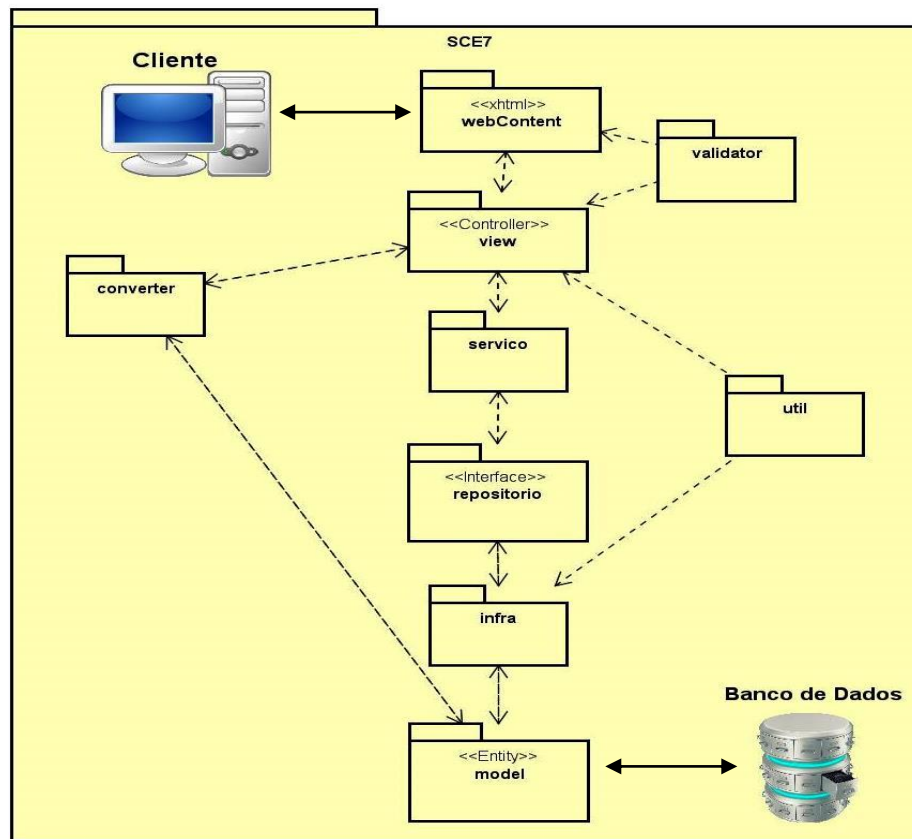 SCE7
Cliente
<<xhtml>>
webContent
validator
<<Controller>>
view
converter
servico
util
<<Interface>>
repositorio
infra
Banco de Dados
<<Entity>>
model